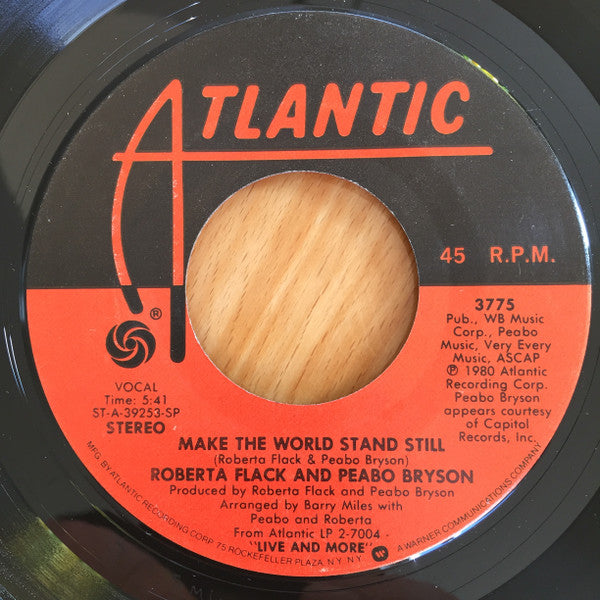 ATLANTIC
45 R.P.M.
®
3775
Pub., WB Music
Corp., Peabo
Music, Very Every
Music, ASCAP
℗ 1980 Atlantic
Recording Corp.
Peabo Bryson
appears courtesy
of Capitol
Records, Inc.
VOCAL
Time: 5:41
ST-A-39253-SP
STEREO
MAKE THE WORLD STAND STILL
(Roberta Flack & Peabo Bryson)
ROBERTA FLACK AND PEABO BRYSON
Produced by Roberta Flack and Peabo Bryson
Arranged by Barry Miles with
Peabo and Roberta
From Atlantic LP 2-7004 -
"LIVE AND MORE"
MFG. BY ATLANTIC RECORDING CORP. 75 ROCKEFELLER PLAZA, N.Y. N.Y.
A WARNER COMMUNICATIONS COMPANY